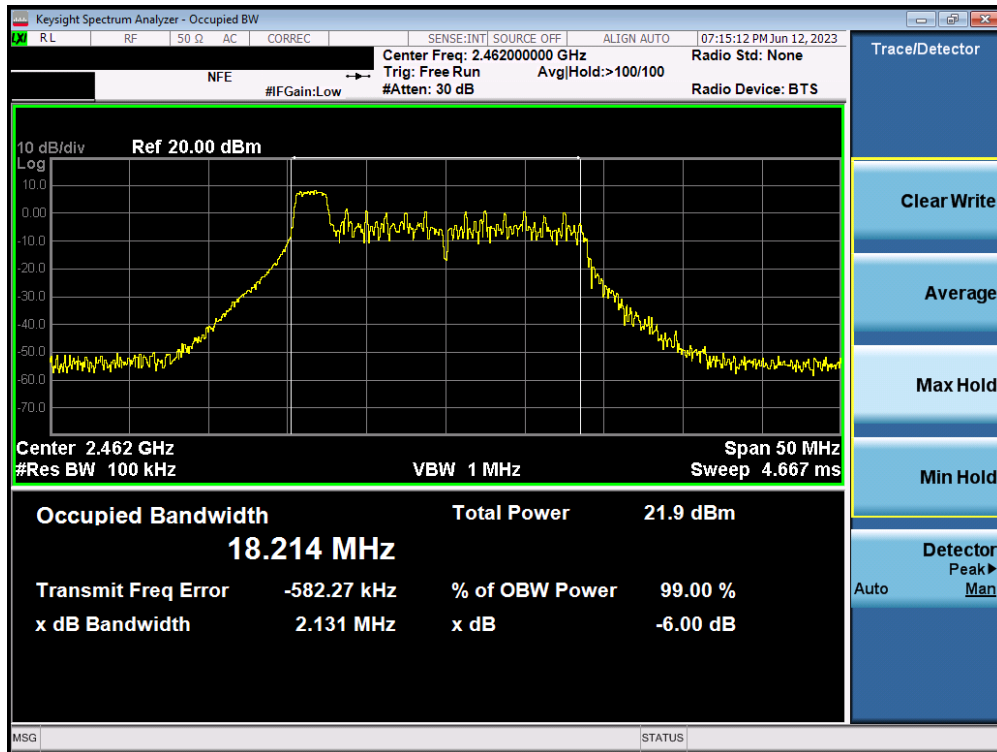 Keysight Spectrum Analyzer - Occupied BW
LXI RL RF 50 Ω AC CORREC SENSE:INT SOURCE OFF ALIGN AUTO 07:15:12 PM Jun 12, 2023
Center Freq: 2.462000000 GHz Radio Std: None
NFE Trig: Free Run Avg|Hold:>100/100
#IFGain:Low #Atten: 30 dB Radio Device: BTS
Trace/Detector
10 dB/div Ref 20.00 dBm
Log
10.0
0.00
-10.0
-20.0
-30.0
-40.0
-50.0
-60.0
-70.0
Center 2.462 GHz Span 50 MHz
#Res BW 100 kHz VBW 1 MHz Sweep 4.667 ms
Occupied Bandwidth Total Power 21.9 dBm
18.214 MHz
Transmit Freq Error -582.27 kHz % of OBW Power 99.00 %
x dB Bandwidth 2.131 MHz x dB -6.00 dB
Clear Write
Average
Max Hold
Min Hold
Detector
Peak▶
Auto Man
MSG STATUS